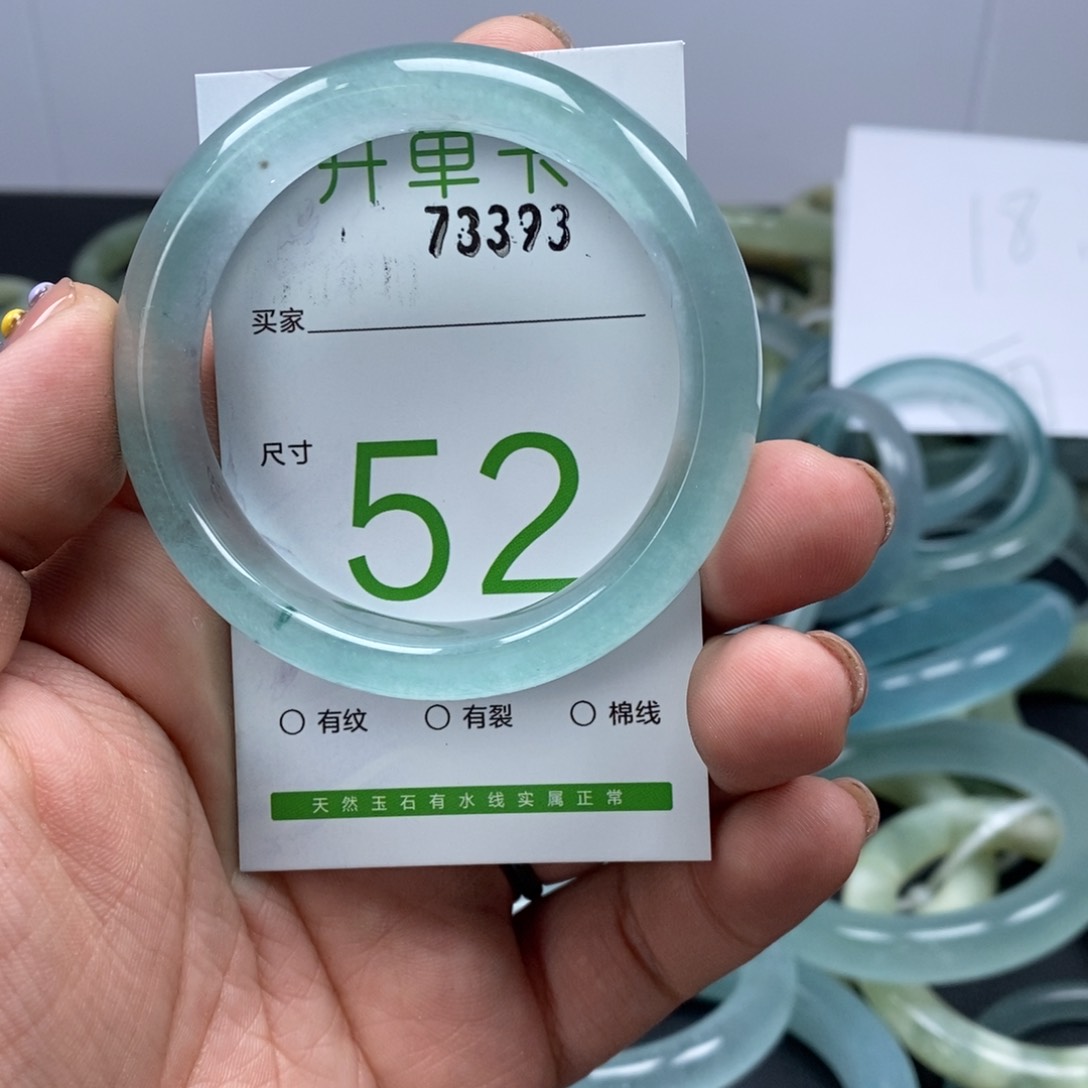 开单卡
73393
买家
尺寸 52
○ 有纹 ○ 有裂 ○ 棉线
天然玉石有水线实属正常
18